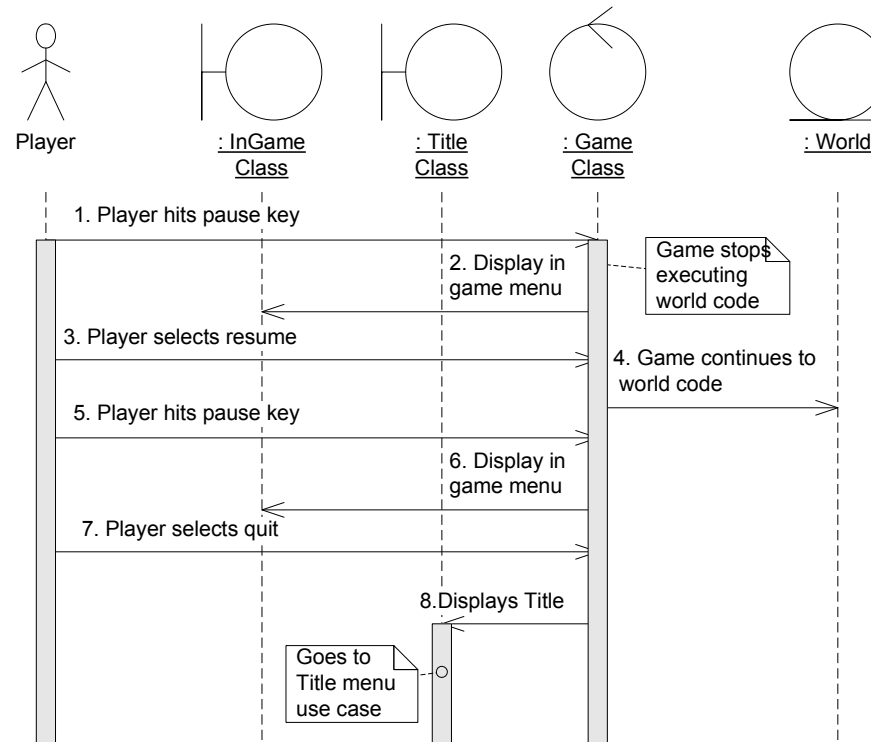 Player
: InGame
Class
: Title
Class
: Game
Class
: World
1. Player hits pause key
2. Display in
game menu
Game stops
executing
world code
3. Player selects resume
4. Game continues to
world code
5. Player hits pause key
6. Display in
game menu
7. Player selects quit
8.Displays Title
Goes to
Title menu
use case